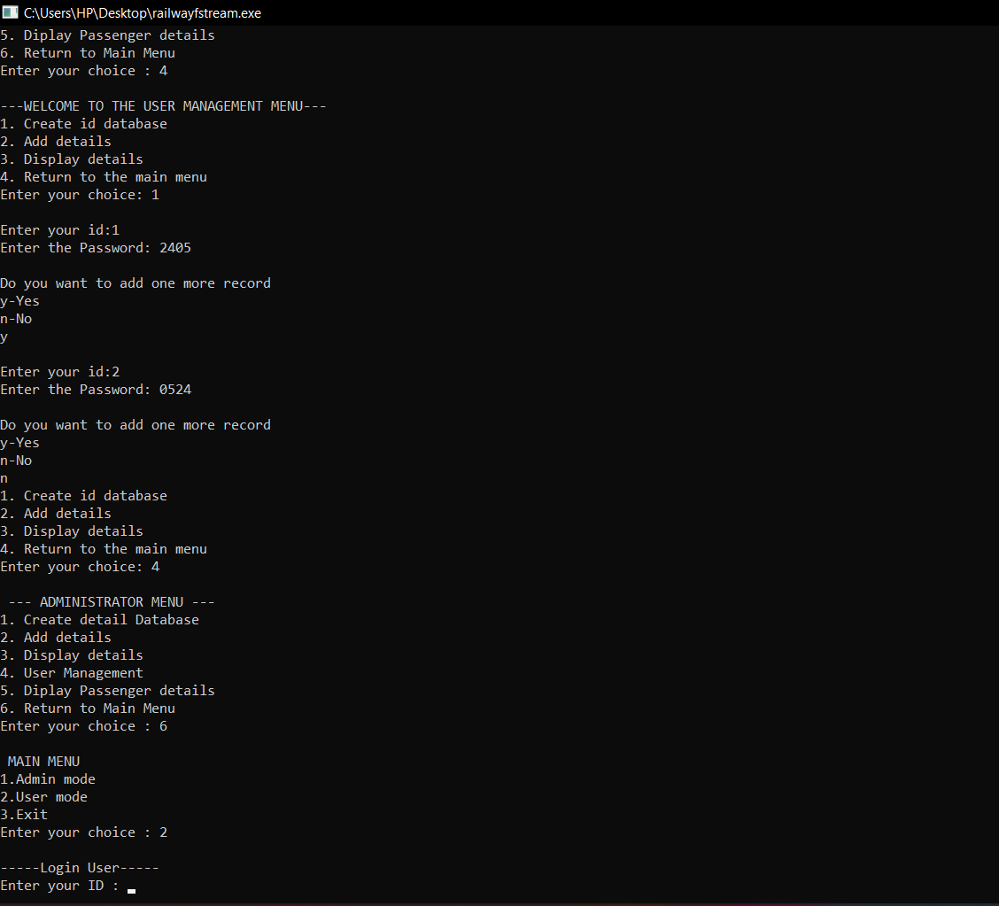 C:\Users\HP\Desktop\railwayfstream.exe
5. Diplay Passenger details
6. Return to Main Menu
Enter your choice : 4
---WELCOME TO THE USER MANAGEMENT MENU---
1. Create id database
2. Add details
3. Display details
4. Return to the main menu
Enter your choice: 1
Enter your id:1
Enter the Password: 2405
Do you want to add one more record
y-Yes
n-No
y
Enter your id:2
Enter the Password: 0524
Do you want to add one more record
y-Yes
n-No
n
1. Create id database
2. Add details
3. Display details
4. Return to the main menu
Enter your choice: 4
--- ADMINISTRATOR MENU ---
1. Create detail Database
2. Add details
3. Display details
4. User Management
5. Diplay Passenger details
6. Return to Main Menu
Enter your choice : 6
MAIN MENU
1.Admin mode
2.User mode
3.Exit
Enter your choice : 2
-----Login User-----
Enter your ID :